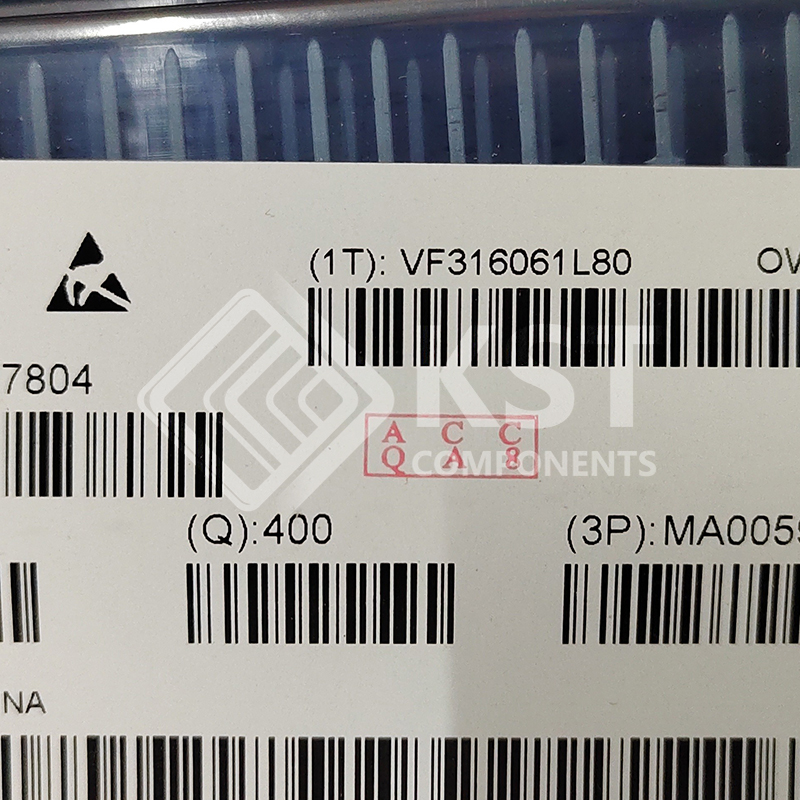 (1T): VF316061L80 OV
7804
A C C
Q A 8
KST
COMPONENTS
(Q):400 (3P):MA0059
NA